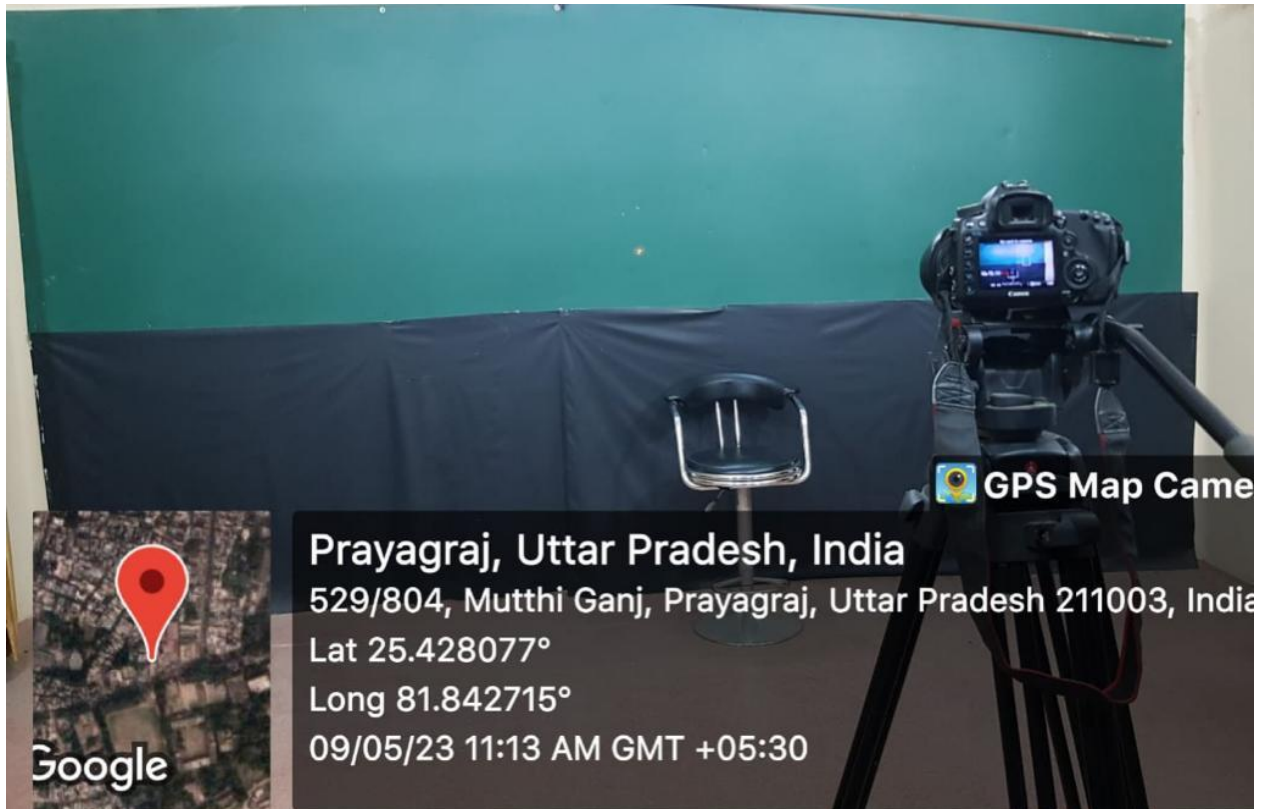 Canon
GPS Map Came
Prayagraj, Uttar Pradesh, India
529/804, Mutthi Ganj, Prayagraj, Uttar Pradesh 211003, India
Lat 25.428077°
Long 81.842715°
09/05/23 11:13 AM GMT +05:30
Google